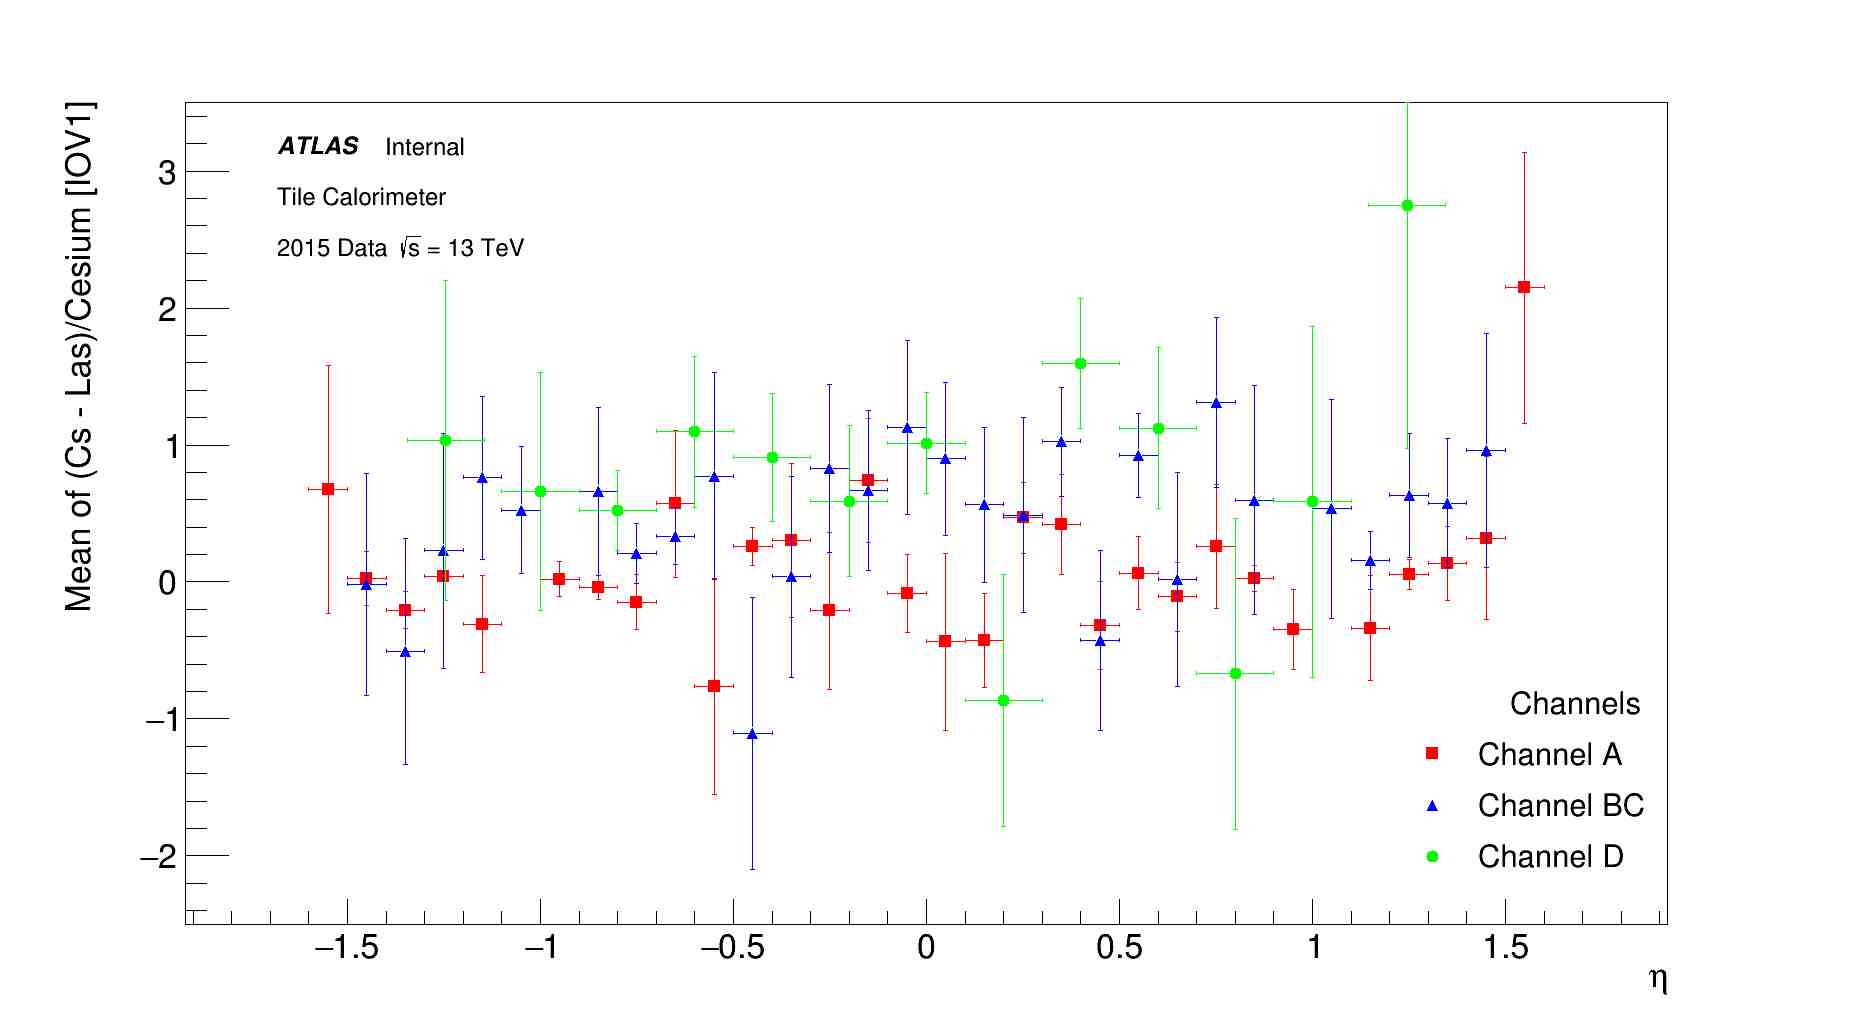 Mean of (Cs - Las)/Cesium [IOV1]
ATLAS Internal
Tile Calorimeter
2015 Data √s = 13 TeV
3
2
1
0
−1
−2
Channels
Channel A
Channel BC
Channel D
−1.5 −1 −0.5 0 0.5 1 1.5
η